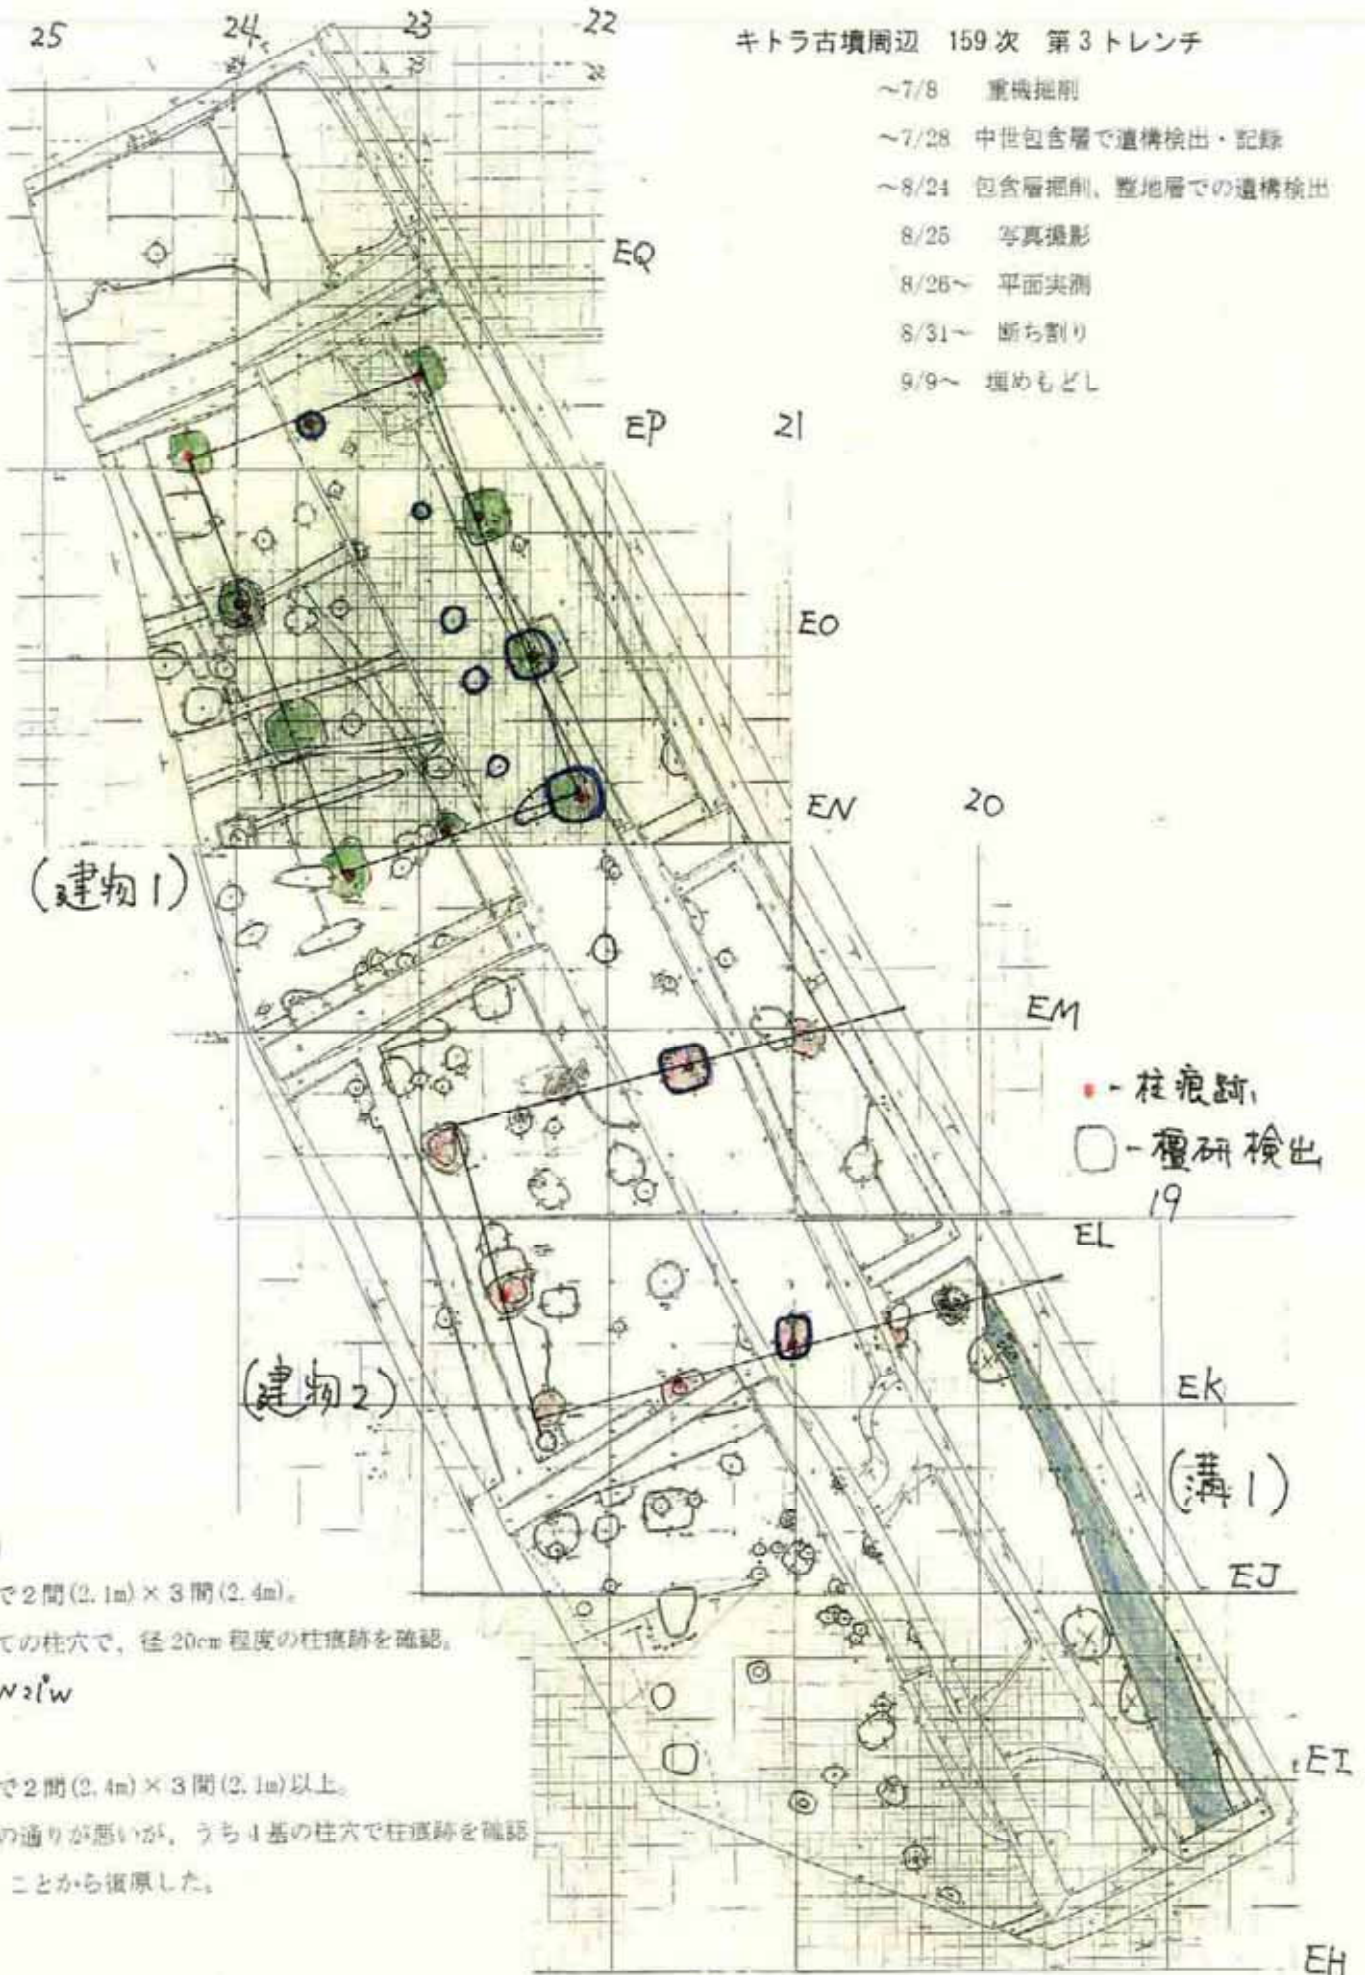 25 24 23 22
キトラ古墳周辺 159次 第3トレンチ
~7/8 重機掘削
~7/28 中世包含層で遺構検出・記録
~8/24 包含層掘削、整地層での遺構検出
8/25 写真撮影
8/26~ 平面実測
8/31~ 断ち割り
9/9~ 埋めもどし
EQ
EP 21
EO
EN 20
(建物1)
EM
・-柱痕跡
-橿研検出
19
EL
(建物2)
EK
(溝1)
EJ
で2間(2.1m)×3間(2.4m)。
ての柱穴で、径20cm程度の柱痕跡を確認。
N21°W
EI
で2間(2.4m)×3間(2.1m)以上。
の通りが悪いが、うち4基の柱穴で柱痕跡を確認
ことから復原した。
EH